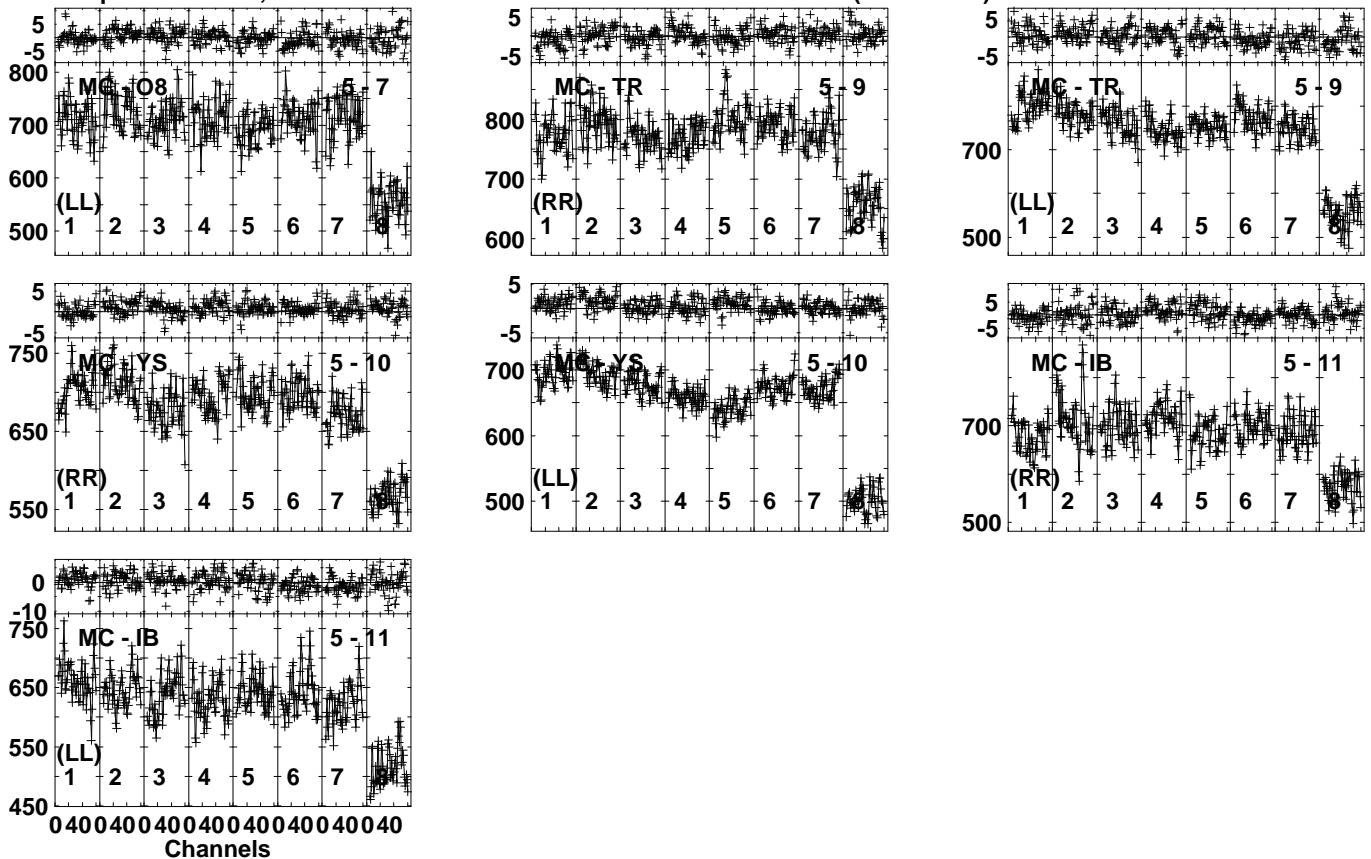 5
-5
800
700
600
500
MC - O8 5 - 7
(LL)
1 2 3 4 5 6 7 8
5
-5
800
700
600
MC - TR 5 - 9
(RR)
1 2 3 4 5 6 7 8
5
-5
700
500
MC - TR 5 - 9
(LL)
1 2 3 4 5 6 7 8
5
-5
750
650
550
MC - YS 5 - 10
(RR)
1 2 3 4 5 6 7 8
5
-5
700
600
500
MC - YS 5 - 10
(LL)
1 2 3 4 5 6 7 8
5
-5
700
500
MC - IB 5 - 11
(RR)
1 2 3 4 5 6 7 8
0
-10
750
650
550
450
MC - IB 5 - 11
(LL)
1 2 3 4 5 6 7 8
0 40 0 40 0 40 0 40 0 40 0 40 0 40 0 40
Channels